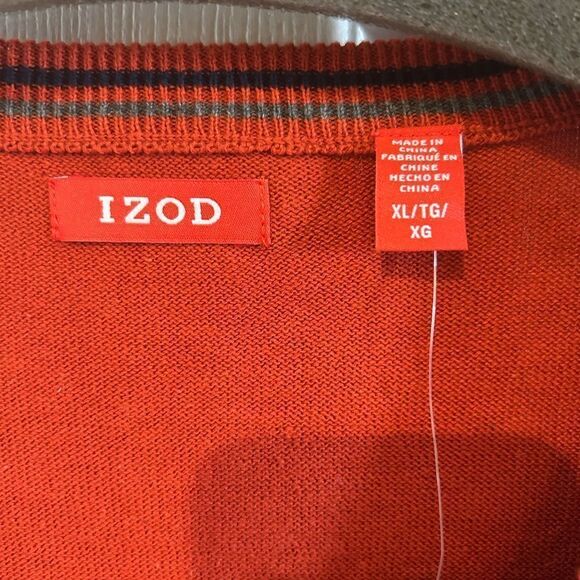 IZOD
MADE IN
CHINA
FABRIQUÉ EN
CHINE
HECHO EN
CHINA
XL/TG/
XG